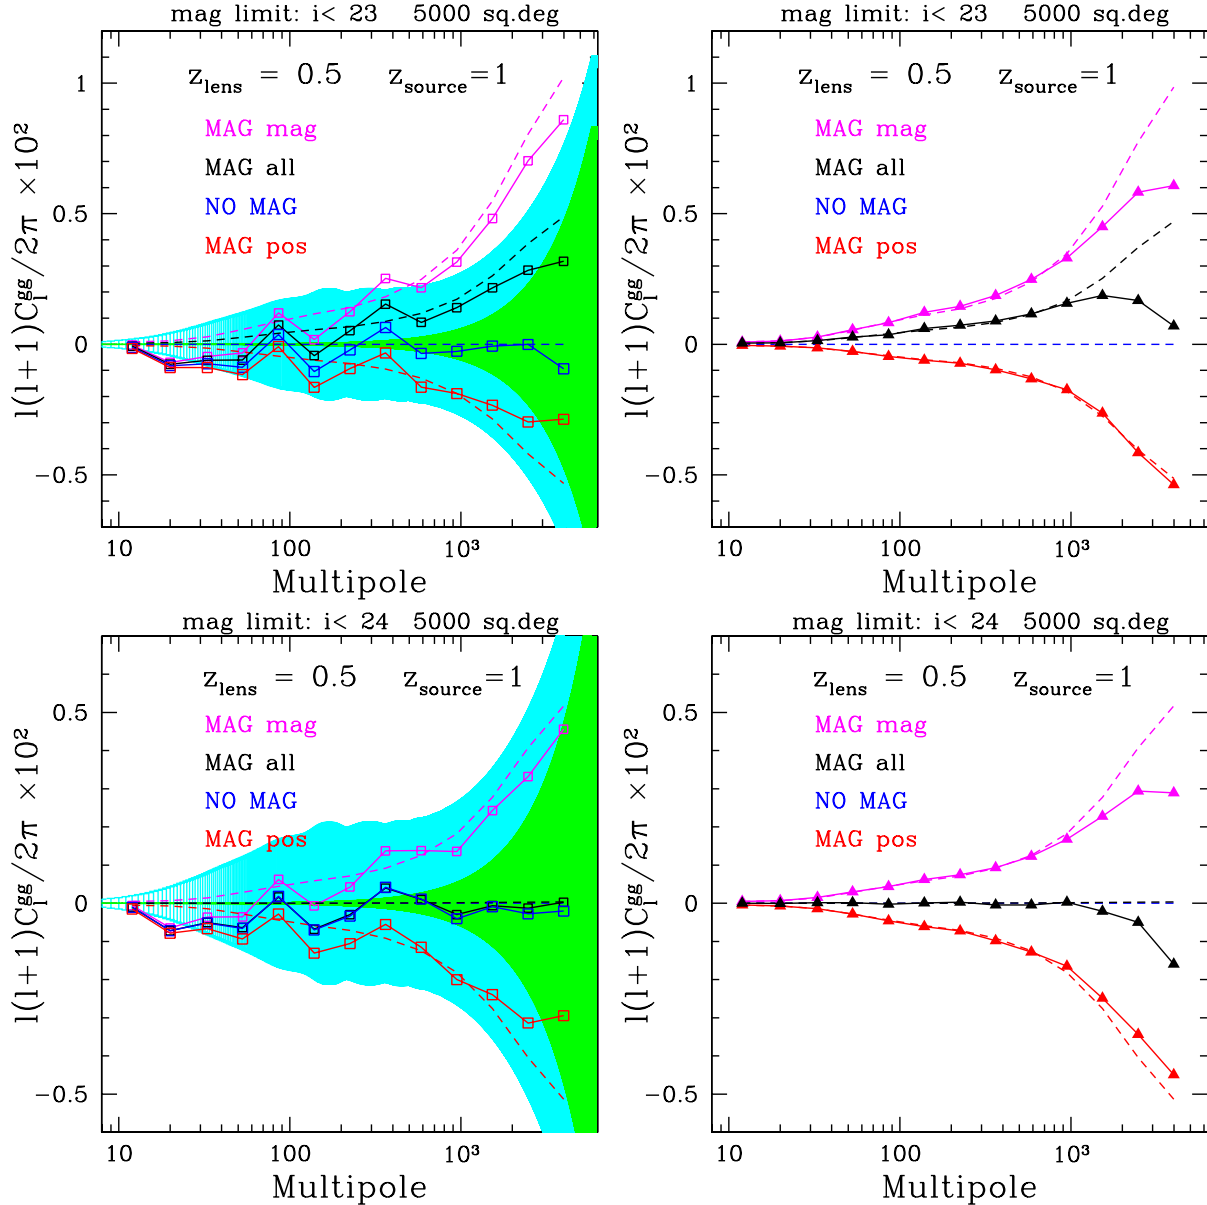 mag limit: i< 23 5000 sq.deg
z_lens = 0.5 z_source=1
MAG mag
MAG all
NO MAG
MAG pos
1
0.5
0
−0.5
l(l+1)C_l^gg/2π ×10²
10 100 10³
Multipole
mag limit: i< 23 5000 sq.deg
z_lens = 0.5 z_source=1
MAG mag
MAG all
NO MAG
MAG pos
1
0.5
0
−0.5
l(l+1)C_l^gg/2π ×10²
10 100 10³
Multipole
mag limit: i< 24 5000 sq.deg
z_lens = 0.5 z_source=1
MAG mag
MAG all
NO MAG
MAG pos
0.5
0
−0.5
l(l+1)C_l^gg/2π ×10²
10 100 10³
Multipole
mag limit: i< 24 5000 sq.deg
z_lens = 0.5 z_source=1
MAG mag
MAG all
NO MAG
MAG pos
0.5
0
−0.5
l(l+1)C_l^gg/2π ×10²
10 100 10³
Multipole